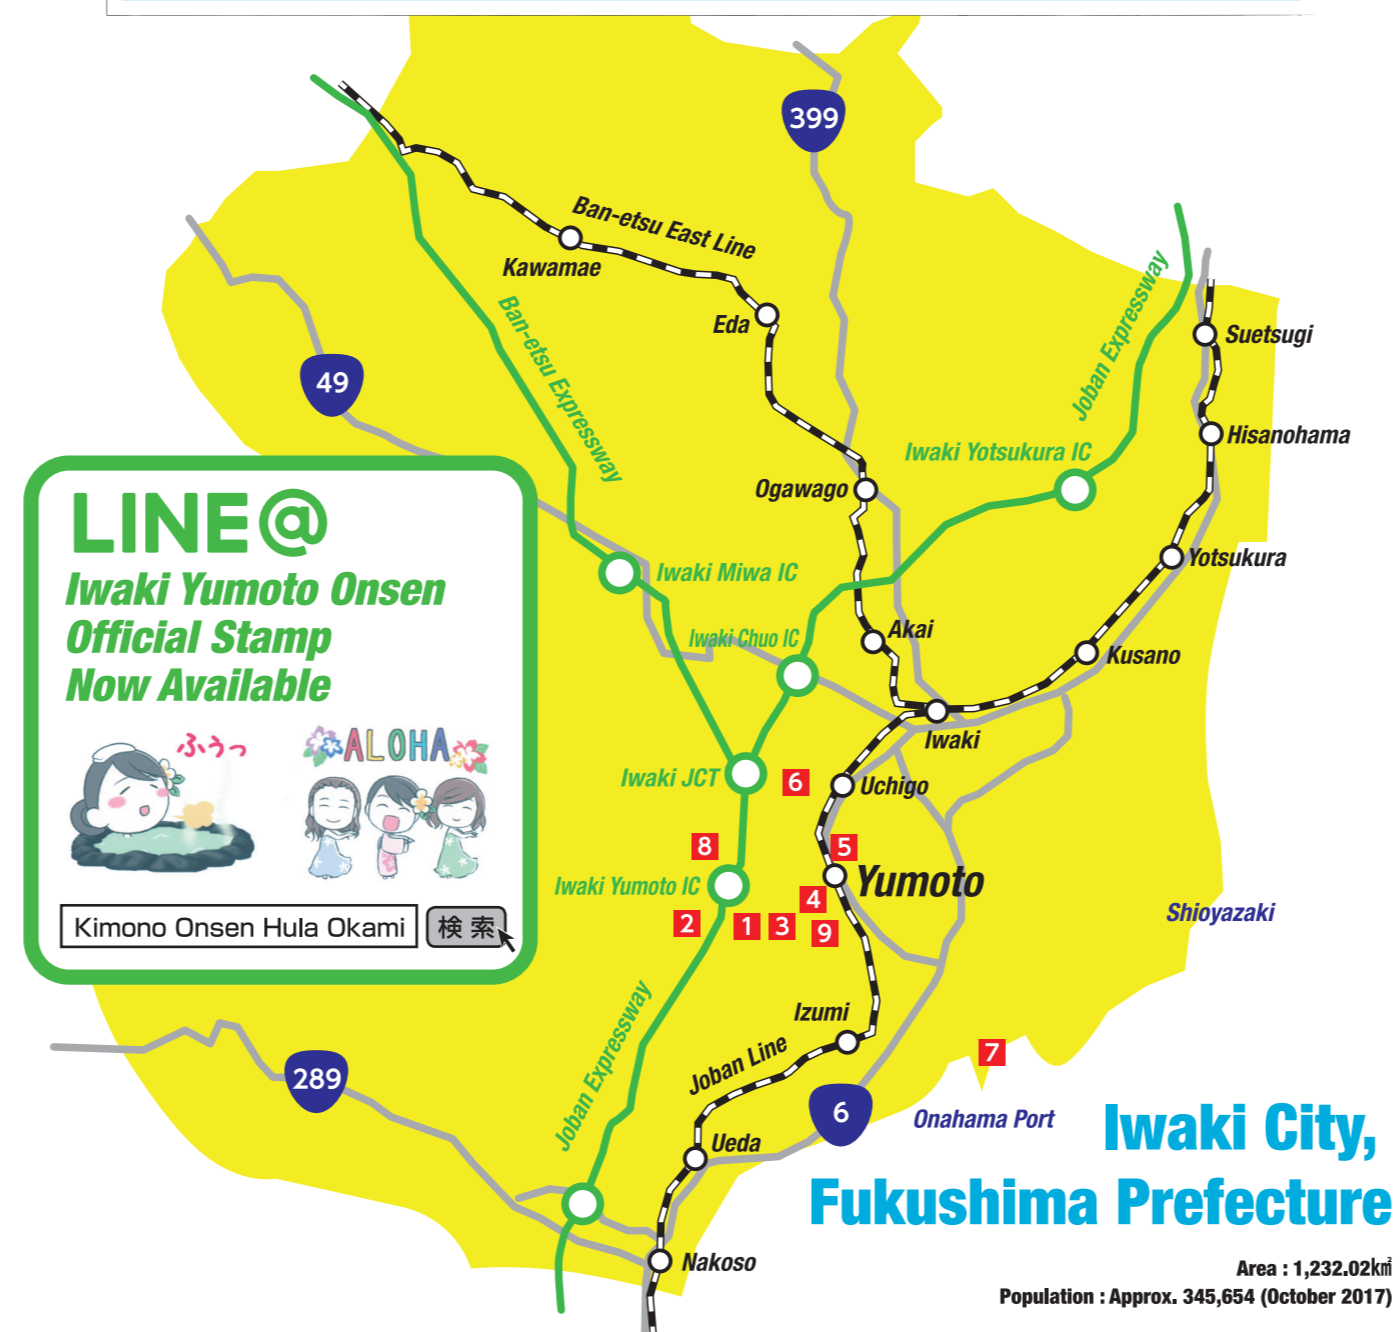 399
Ban-etsu East Line
Kawamae
Ban-etsu Expressway
Eda
Joban Expressway
Suetsugi
49
Hisanohama
Iwaki Yotsukura IC
Ogawago
LINE@
Iwaki Yumoto Onsen
Official Stamp
Now Available
ふうっ
ALOHA
Kimono Onsen Hula Okami
検索
Yotsukura
Iwaki Miwa IC
Iwaki Chuo IC
Akai
Kusano
Iwaki
Iwaki JCT
6
Uchigo
8
5
Iwaki Yumoto IC
Yumoto
4
2
1
3
9
Shioyazaki
Joban Expressway
Izumi
Joban Line
7
289
6
Onahama Port
Ueda
Nakoso
Iwaki City,
Fukushima Prefecture
Area : 1,232.02㎢
Population : Approx. 345,654 (October 2017)